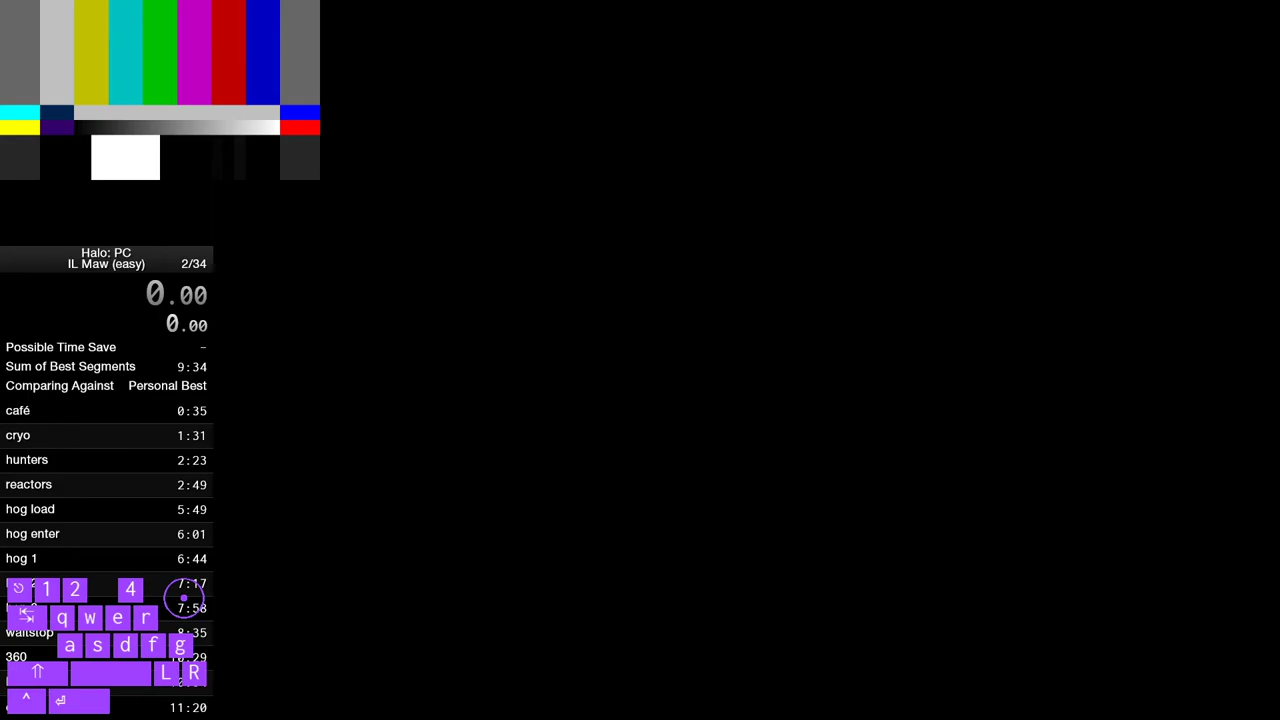 Halo: PC
IL Maw (easy) 2/34
0.00
0.00
Possible Time Save -
Sum of Best Segments 9:34
Comparing Against Personal Best
café 0:35
cryo 1:31
hunters 2:23
reactors 2:49
hog load 5:49
hog enter 6:01
hog 1 6:44
7:17
1 2 4
7:58
q w e r
waitstop 8:35
a s d f g
360 10:29
L R
^
11:20